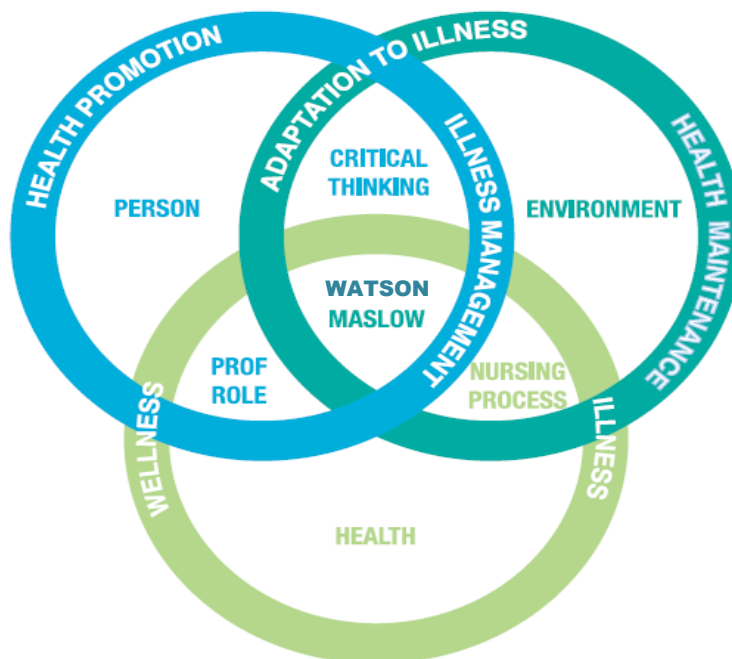 HEALTH PROMOTION
ADAPTATION TO ILLNESS
ILLNESS MANAGEMENT
HEALTH MAINTENANCE
CRITICAL
THINKING
PERSON
ENVIRONMENT
WATSON
MASLOW
PROF
ROLE
NURSING
PROCESS
WELLNESS
ILLNESS
HEALTH